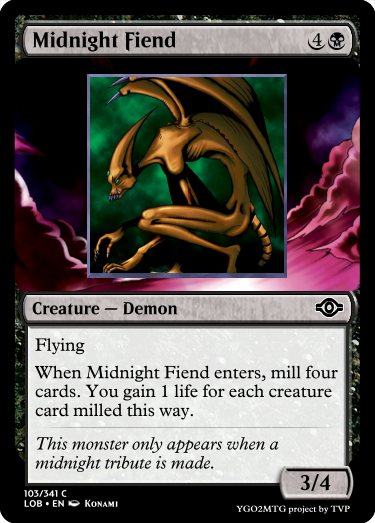 Midnight Fiend
4
Creature — Demon
Flying
When Midnight Fiend enters, mill four
cards. You gain 1 life for each creature
card milled this way.
This monster only appears when a
midnight tribute is made.
3/4
103/341 C
LOB • EN Konami
YGO2MTG project by TVP